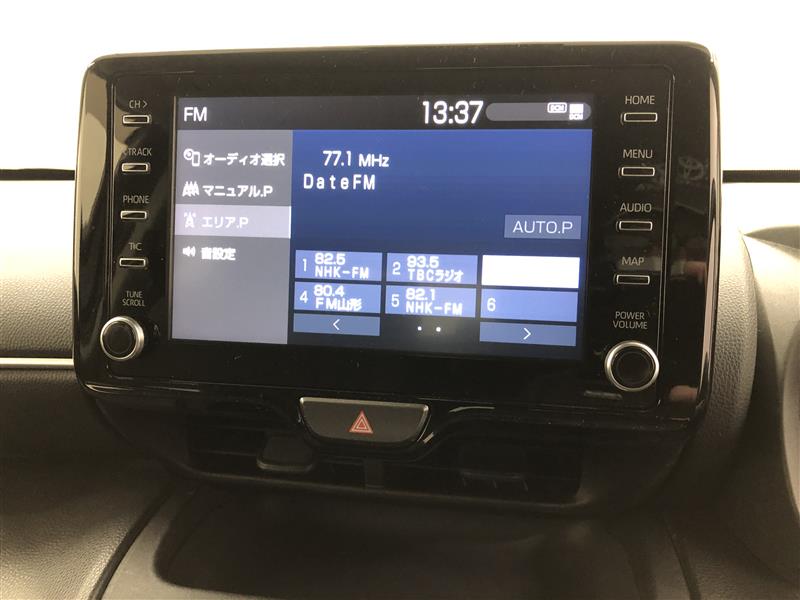 CH >
TRACK
PHONE
TIC
TUNE
SCROLL
FM
13:37
DCM
DCM
オーディオ選択
マニュアル.P
エリア.P
音設定
77.1 MHz
DateFM
AUTO.P
1 82.5
NHK-FM
2 93.5
TBCラジオ
4 80.4
FM山形
5 82.1
NHK-FM
6
<
>
HOME
MENU
AUDIO
MAP
POWER
VOLUME